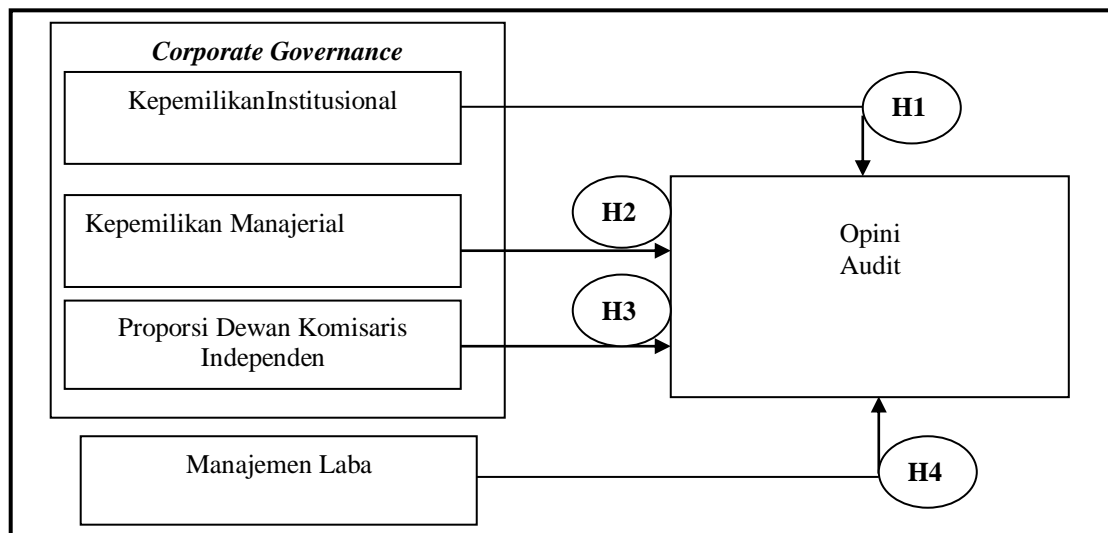 Corporate Governance
KepemilikanInstitusional
H1
Kepemilikan Manajerial
H2
Opini
Audit
H3
Proporsi Dewan Komisaris
Independen
Manajemen Laba
H4